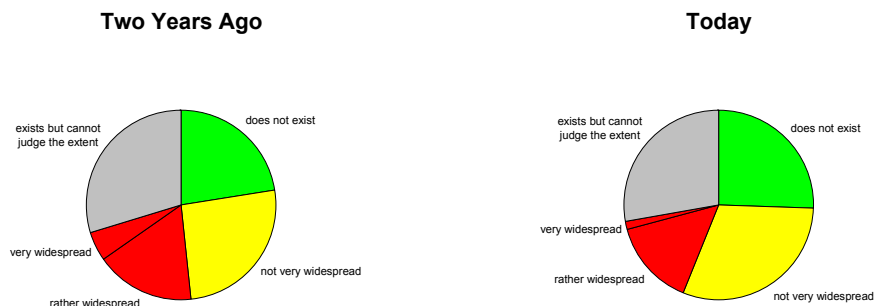 Two Years Ago
Today
exists but cannot
judge the extent
does not exist
very widespread
rather widespread
not very widespread
exists but cannot
judge the extent
does not exist
very widespread
rather widespread
not very widespread